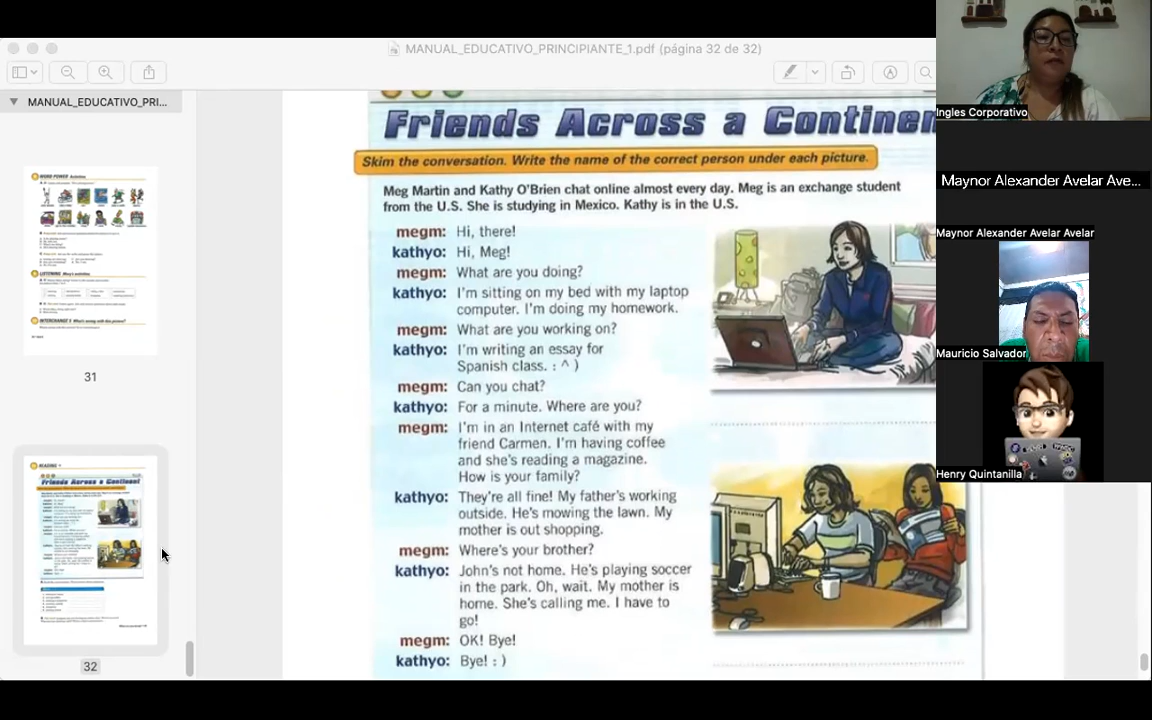 MANUAL_EDUCATIVO_PRINCIPIANTE_1.pdf (página 32 de 32)
MANUAL_EDUCATIVO_PRI...
31
32
Friends Across a Continen
Skim the conversation. Write the name of the correct person under each picture.
Meg Martin and Kathy O'Brien chat online almost every day. Meg is an exchange student
from the U.S. She is studying in Mexico. Kathy is in the U.S.
megm: Hi, there!
kathyo: Hi, Meg!
megm: What are you doing?
kathyo: I'm sitting on my bed with my laptop
computer. I'm doing my homework.
megm: What are you working on?
kathyo: I'm writing an essay for
Spanish class. : ^ )
megm: Can you chat?
kathyo: For a minute. Where are you?
megm: I'm in an Internet café with my
friend Carmen. I'm having coffee
and she's reading a magazine.
How is your family?
kathyo: They're all fine! My father's working
outside. He's mowing the lawn. My
mother is out shopping.
megm: Where's your brother?
kathyo: John's not home. He's playing soccer
in the park. Oh, wait. My mother is
home. She's calling me. I have to
go!
megm: OK! Bye!
kathyo: Bye! : )
Ingles Corporativo
Maynor Alexander Avelar Ave...
Maynor Alexander Avelar Avelar
Mauricio Salvador
Henry Quintanilla